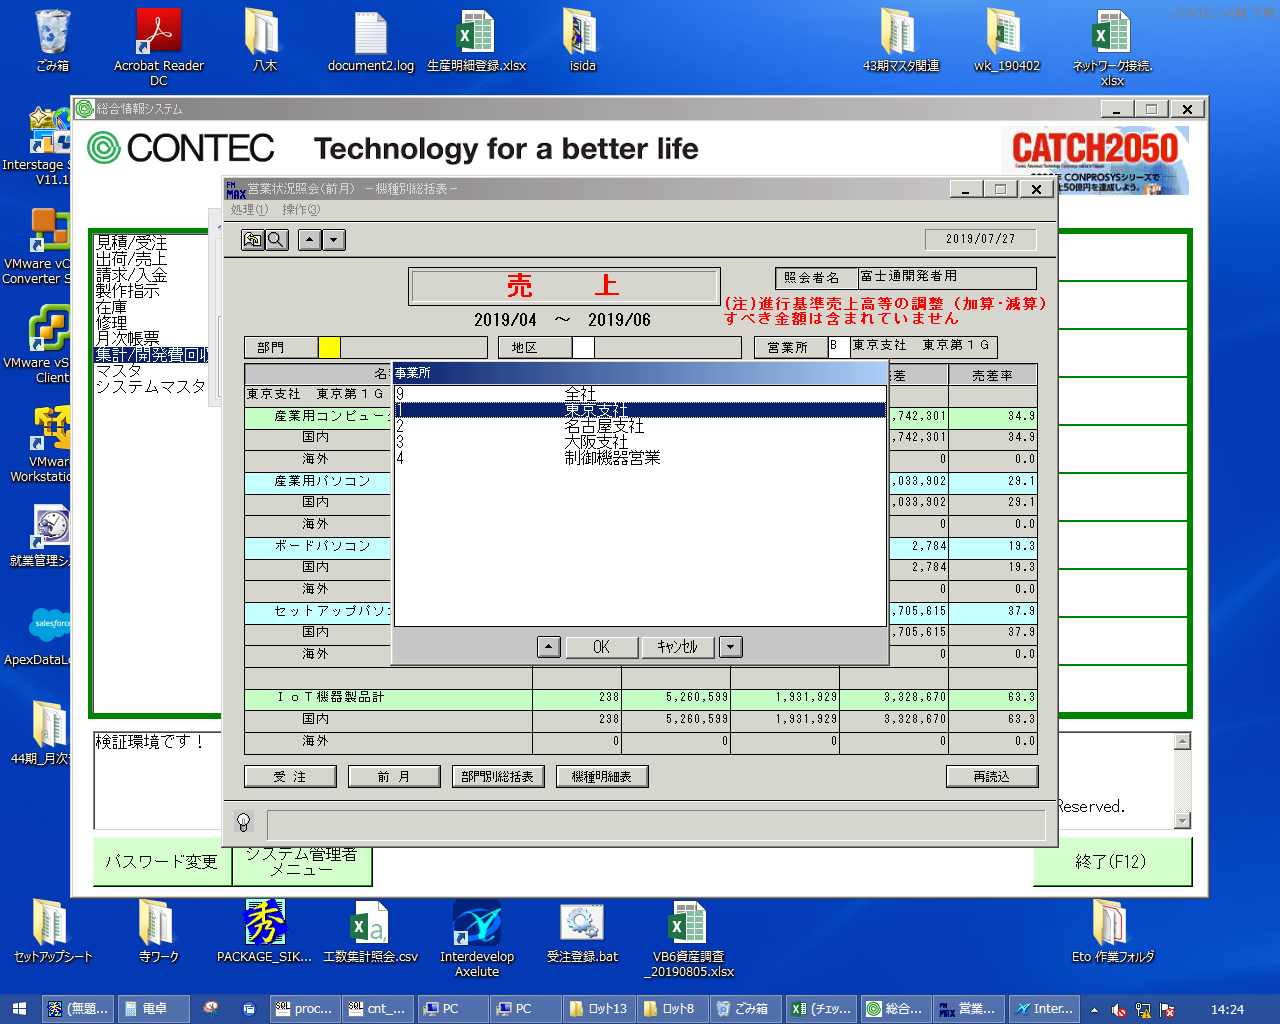 ごみ箱
Acrobat Reader DC
八木
document2.log
生産明細登録.xlsx
isida
43期マスタ関連
wk_190402
ネットワーク接続.xlsx
総合情報システム
CONTEC
Technology for a better life
CATCH2050
Interstage S
V11.1
VMware vC
Converter S
VMware vS
Client
VMwar
Workstatio
就業管理シ
salesforce
ApexDataLo
44期_月次
見積/受注
出荷/売上
請求/入金
製作指示
在庫
修理
月次帳票
集計/開発費回収
マスタ
システムマスタ
営業状況照会(前月) －機種別総括表－
処理(1) 操作(3)
2019/07/27
売 上
照会者名 富士通開発者用
2019/04 ～ 2019/06
(注)進行基準売上高等の調整(加算･減算)
すべき金額は含まれていません
部門 地区 営業所 B 東京支社 東京第1G
差 売差率
東京支社 東京第1G
産業用コンピュー ,742,301 34.9
国内 ,742,301 34.9
海外 0 0.0
産業用パソコン ,033,902 29.1
国内 ,033,902 29.1
海外 0 0.0
ボードパソコン 2,784 19.3
国内 2,784 19.3
海外 0 0.0
セットアップパソ ,705,615 37.9
国内 ,705,615 37.9
海外 0 0.0
IoT機器製品計 238 5,260,599 1,931,929 3,328,670 63.3
国内 238 5,260,599 1,931,929 3,328,670 63.3
海外 0 0 0 0 0.0
事業所
9 全社
1 東京支社
2 名古屋支社
3 大阪支社
4 制御機器営業
OK ｷｬﾝｾﾙ
受 注 前 月 部門別総括表 機種明細表 再読込
検証環境です！
Reserved.
パスワード変更
システム管理者
メニュー
終了(F12)
セットアップシート
寺ワーク
PACKAGE_SIK...
工数集計照会.csv
Interdevelop Axelute
受注登録.bat
VB6資産調査_20190805.xlsx
Eto 作業フォルダ
(無題... 電卓 proc... cnt_... PC PC ロット13 ロット8 ごみ箱 (チェッ... 総合... 営業... Inter... 14:24